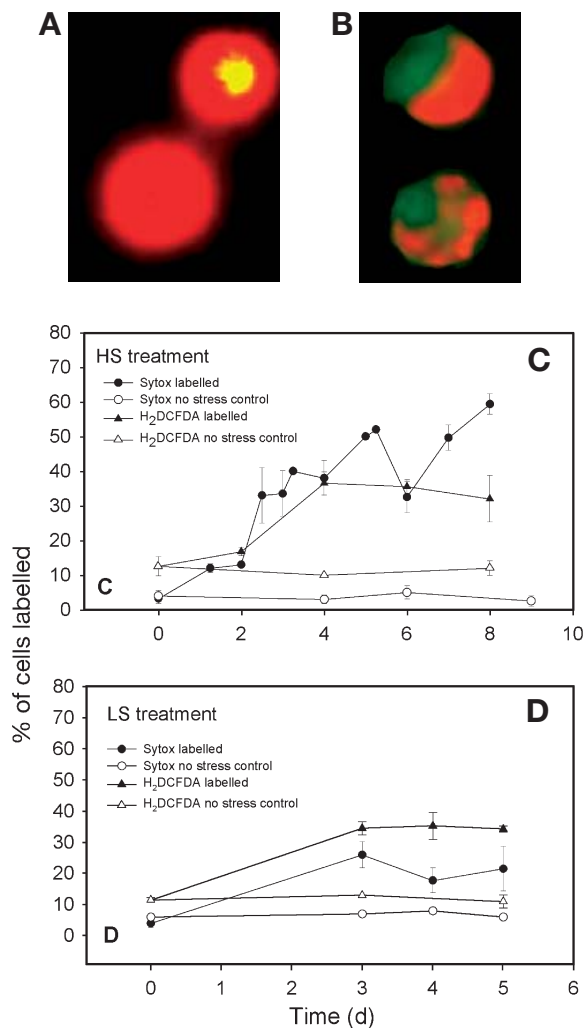 A
B
% of cells labelled
80
70
60
50
40
30
20
10
0
HS treatment
C
Sytox labelled
Sytox no stress control
H₂DCFDA labelled
H₂DCFDA no stress control
C
0
2
4
6
8
10
80
70
60
50
40
30
20
10
0
LS treatment
D
Sytox labelled
Sytox no stress control
H₂DCFDA labelled
H₂DCFDA no stress control
D
0
1
2
3
4
5
6
Time (d)